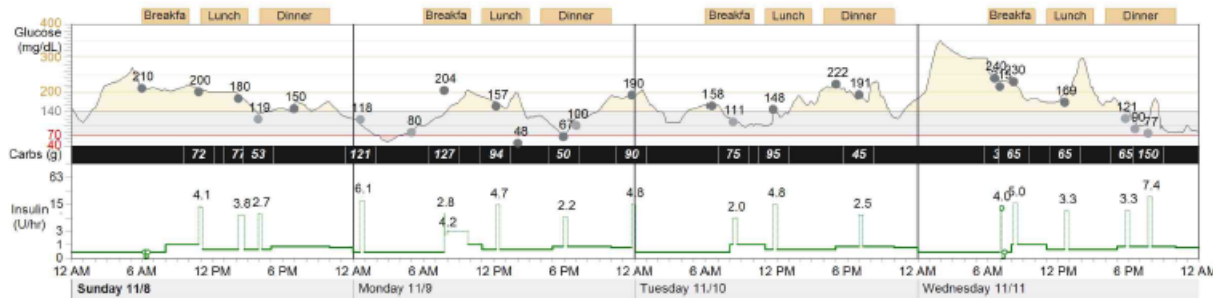 Breakfa Lunch Dinner Breakfa Lunch Dinner Breakfa Lunch Dinner Breakfa Lunch Dinner
400
Glucose
(mg/dL)
300
200
140
70
40
210 200 180 119 150 118 80 204 157 48 67 100 190 158 111 148 222 191 240 230 169 121 90 77
Carbs (g) 72 77 53 121 127 94 50 90 75 95 45 3 65 65 65 150
63
15
Insulin
(U/hr)
3
1
0
4.1 3.8 2.7 6.1 2.8 4.2 4.7 2.2 4.8 2.0 4.8 2.5 4.0 5.0 3.3 3.3 7.4
12 AM 6 AM 12 PM 6 PM 12 AM 6 AM 12 PM 6 PM 12 AM 6 AM 12 PM 6 PM 12 AM 6 AM 12 PM 6 PM 12 AM
Sunday 11/8 Monday 11/9 Tuesday 11/10 Wednesday 11/11